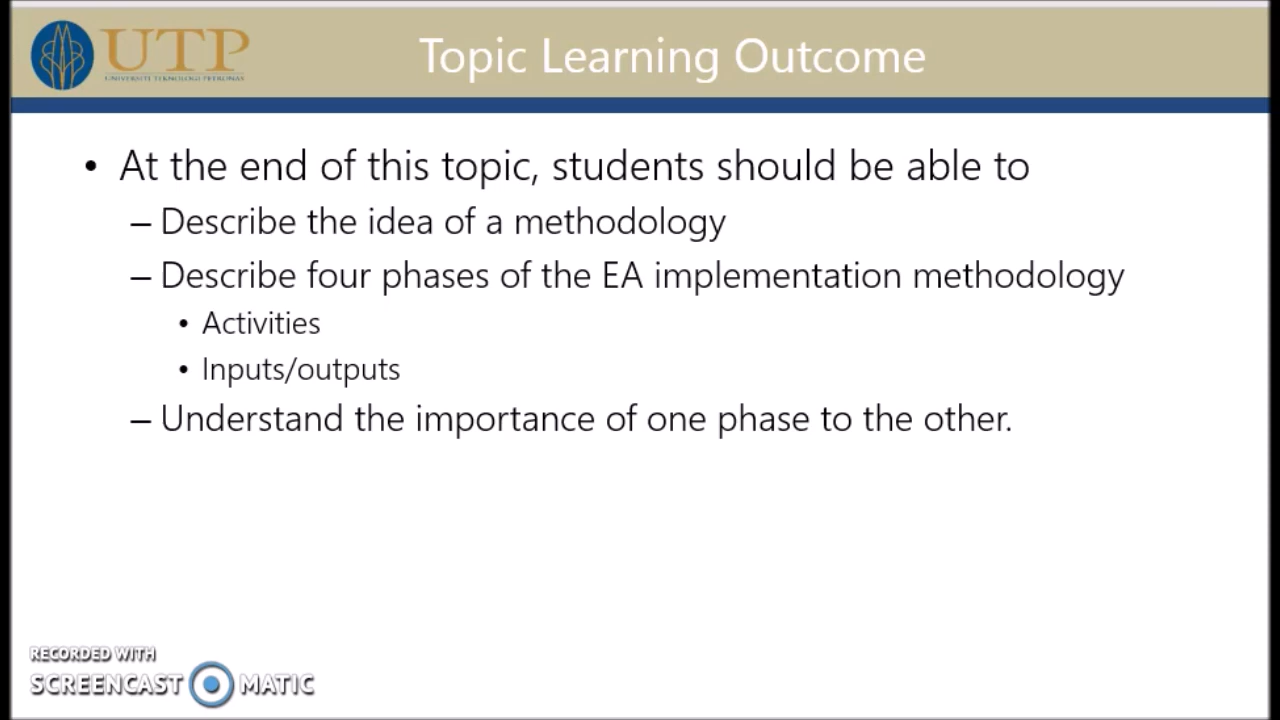 UTP
UNIVERSITI TEKNOLOGI PETRONAS
Topic Learning Outcome
• At the end of this topic, students should be able to
– Describe the idea of a methodology
– Describe four phases of the EA implementation methodology
• Activities
• Inputs/outputs
– Understand the importance of one phase to the other.
RECORDED WITH
SCREENCAST MATIC